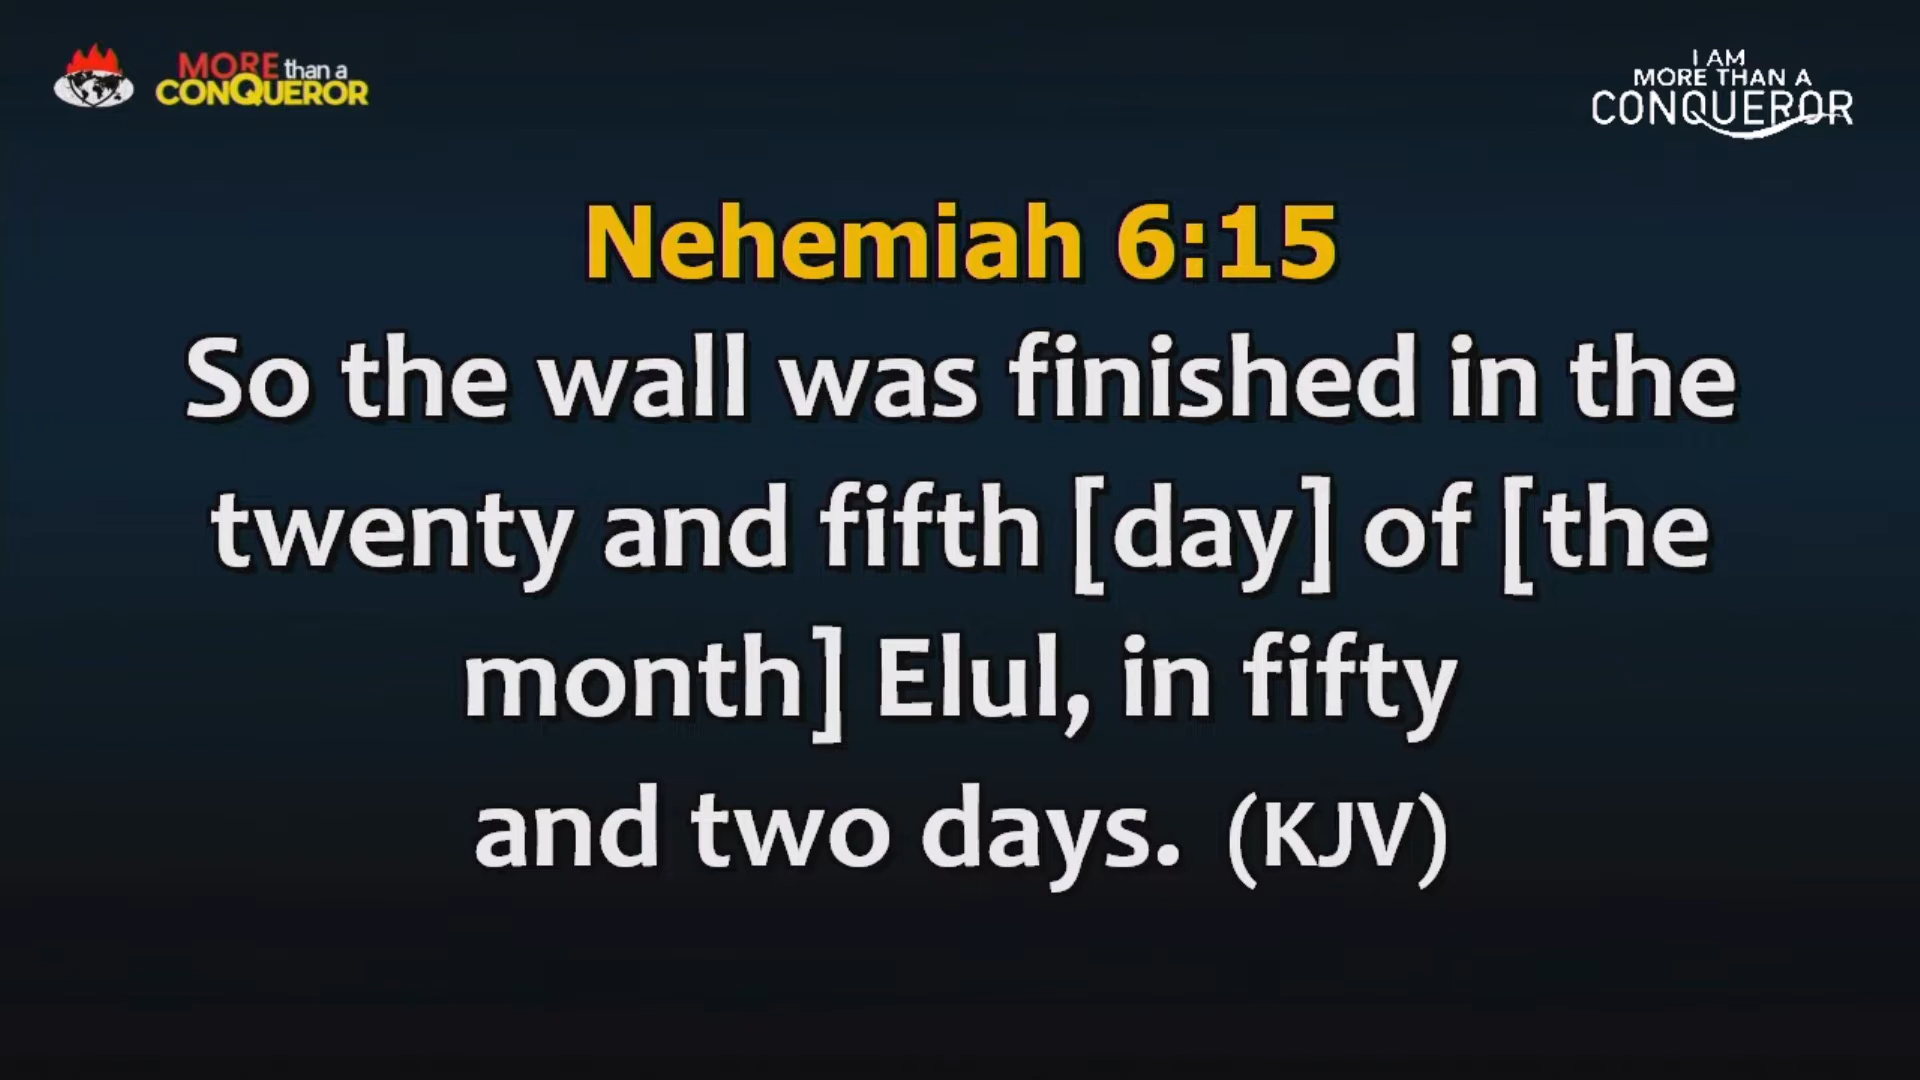 MORE than a
CONQUEROR
I AM
MORE THAN A
CONQUEROR
Nehemiah 6:15
So the wall was finished in the
twenty and fifth [day] of [the
month] Elul, in fifty
and two days. (KJV)